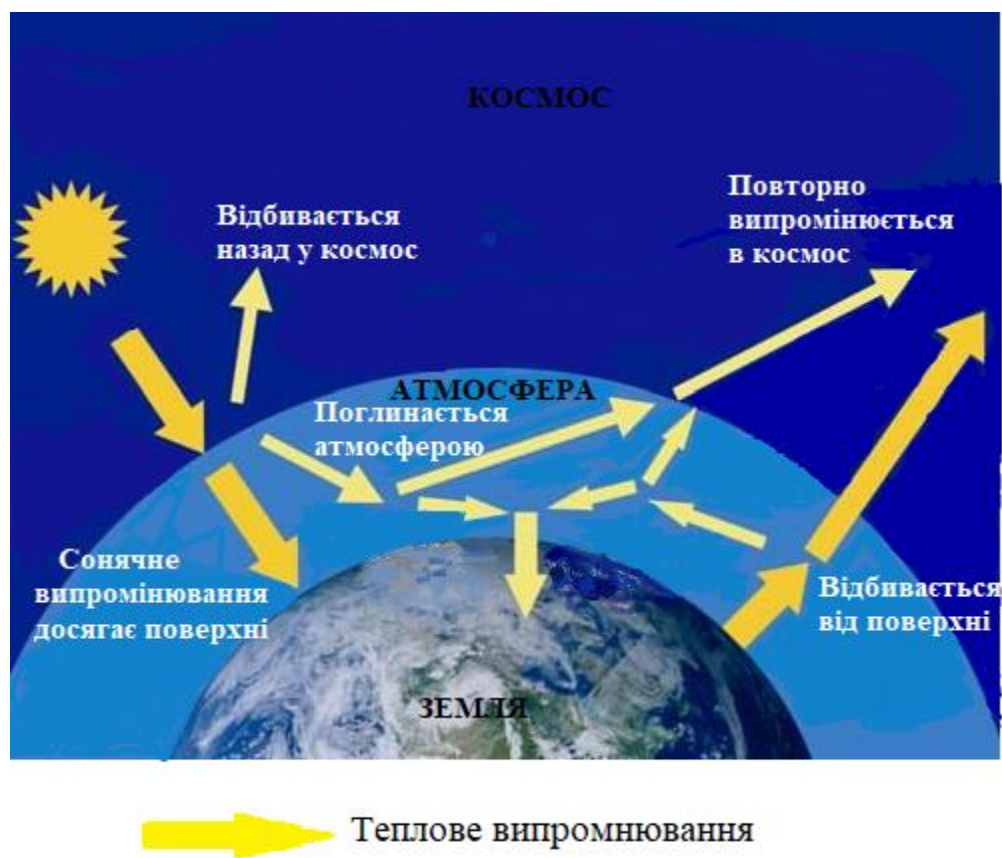 КОСМОС
Відбивається
назад у космос
Повторно
випромінюється
в космос
АТМОСФЕРА
Поглинається
атмосферою
Сонячне
випромінювання
досягає поверхні
Відбивається
від поверхні
ЗЕМЛЯ
Теплове випромнювання